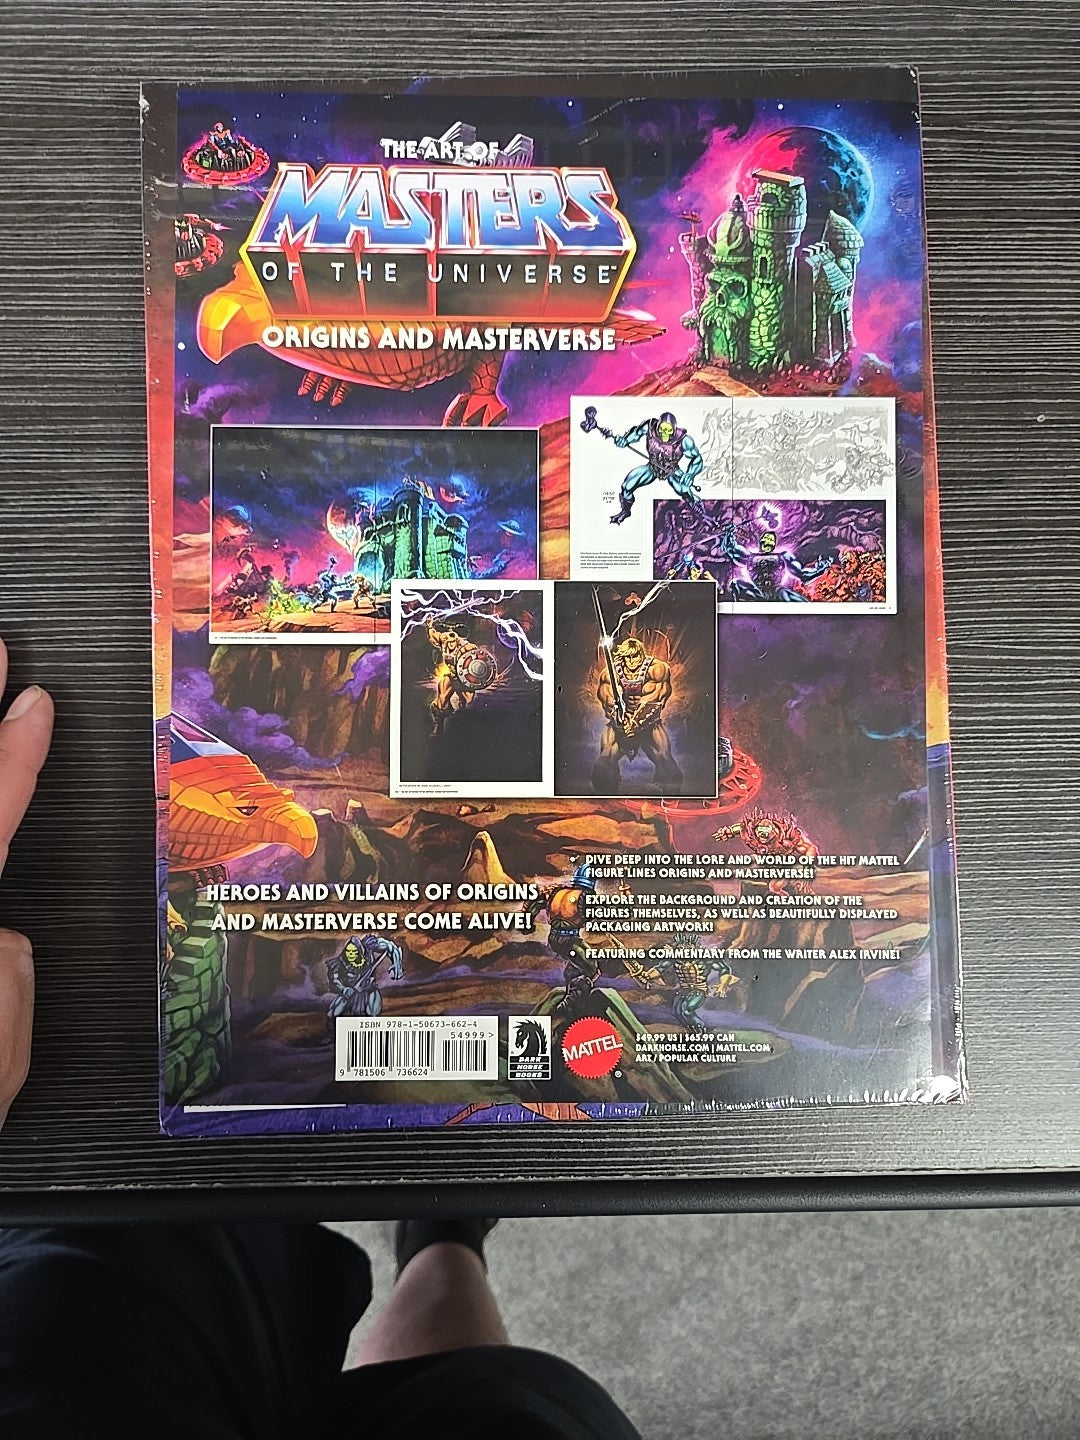 THE ART OF
MASTERS
OF THE UNIVERSE™
ORIGINS AND MASTERVERSE
HEROES AND VILLAINS OF ORIGINS
AND MASTERVERSE COME ALIVE!
• DIVE DEEP INTO THE LORE AND WORLD OF THE HIT MATTEL
FIGURE LINES ORIGINS AND MASTERVERSE!
• EXPLORE THE BACKGROUND AND CREATION OF THE
FIGURES THEMSELVES, AS WELL AS BEAUTIFULLY DISPLAYED
PACKAGING ARTWORK!
• FEATURING COMMENTARY FROM THE WRITER ALEX IRVINE!
ISBN 978-1-50673-662-4
54999>
9 781506 736624
DARK
HORSE
BOOKS
MATTEL
®
$49.99 US | $65.99 CAN
DARKHORSE.COM | MATTEL.COM
ART / POPULAR CULTURE